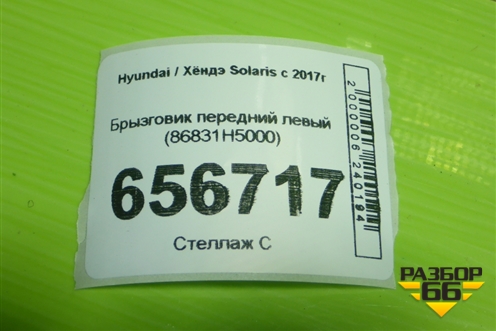 Hyundai / Хёндэ Solaris с 2017г
Брызговик передний левый
(86831H5000)
656717
Стеллаж С
2000006240194
РАЗБОР
66